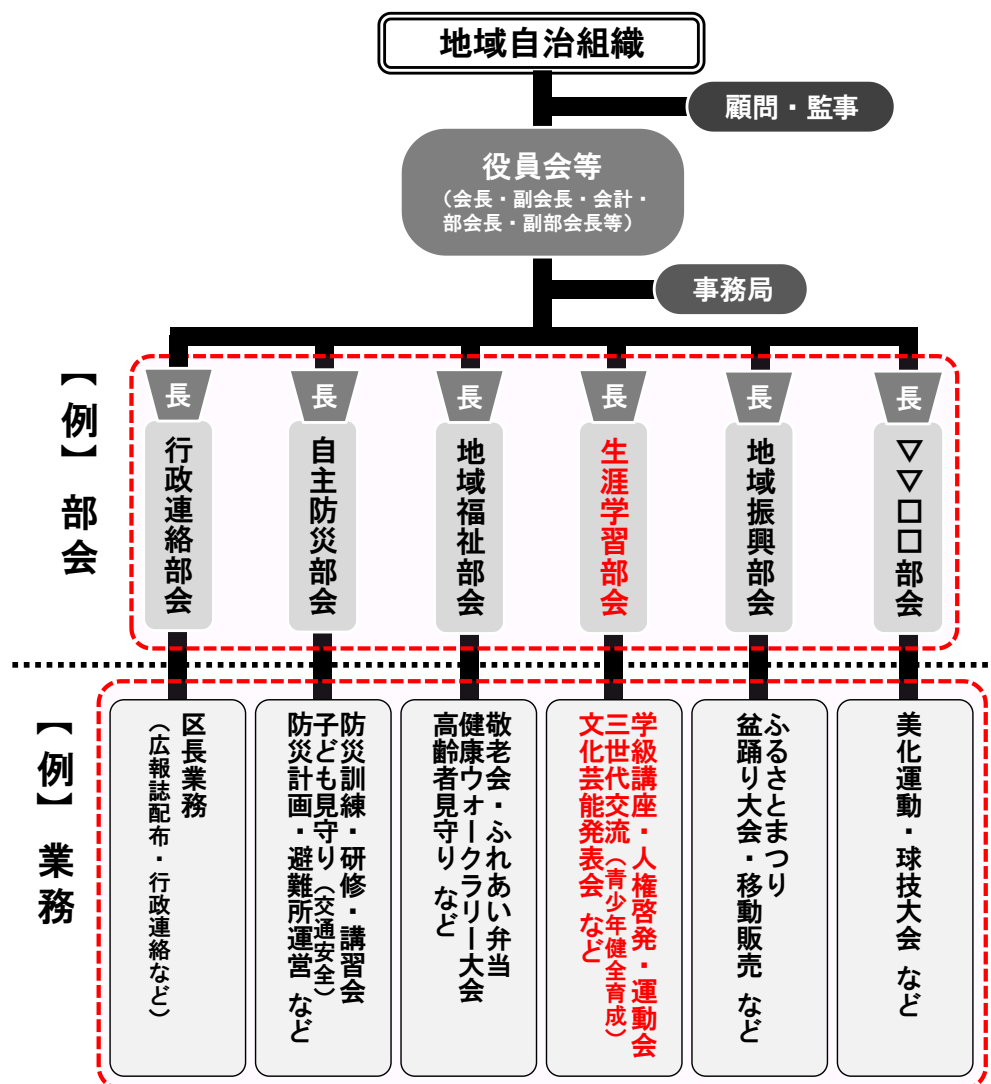 地域自治組織
顧問・監事
役員会等
（会長・副会長・会計・
部会長・副部会長等）
事務局
【例】部会
長
行政連絡部会
長
自主防災部会
長
地域福祉部会
長
生涯学習部会
長
地域振興部会
長
▽▽□□部会
【例】業務
区長業務
（広報誌配布・行政連絡など）
防災訓練・研修・講習会
子ども見守り（交通安全）
防災計画・避難所運営 など
敬老会・ふれあい弁当
健康ウォークラリー大会
高齢者見守り など
学級講座・人権啓発・運動会
三世代交流（青少年健全育成）
文化芸能発表会 など
ふるさとまつり
盆踊り大会・移動販売 など
美化運動・球技大会 など